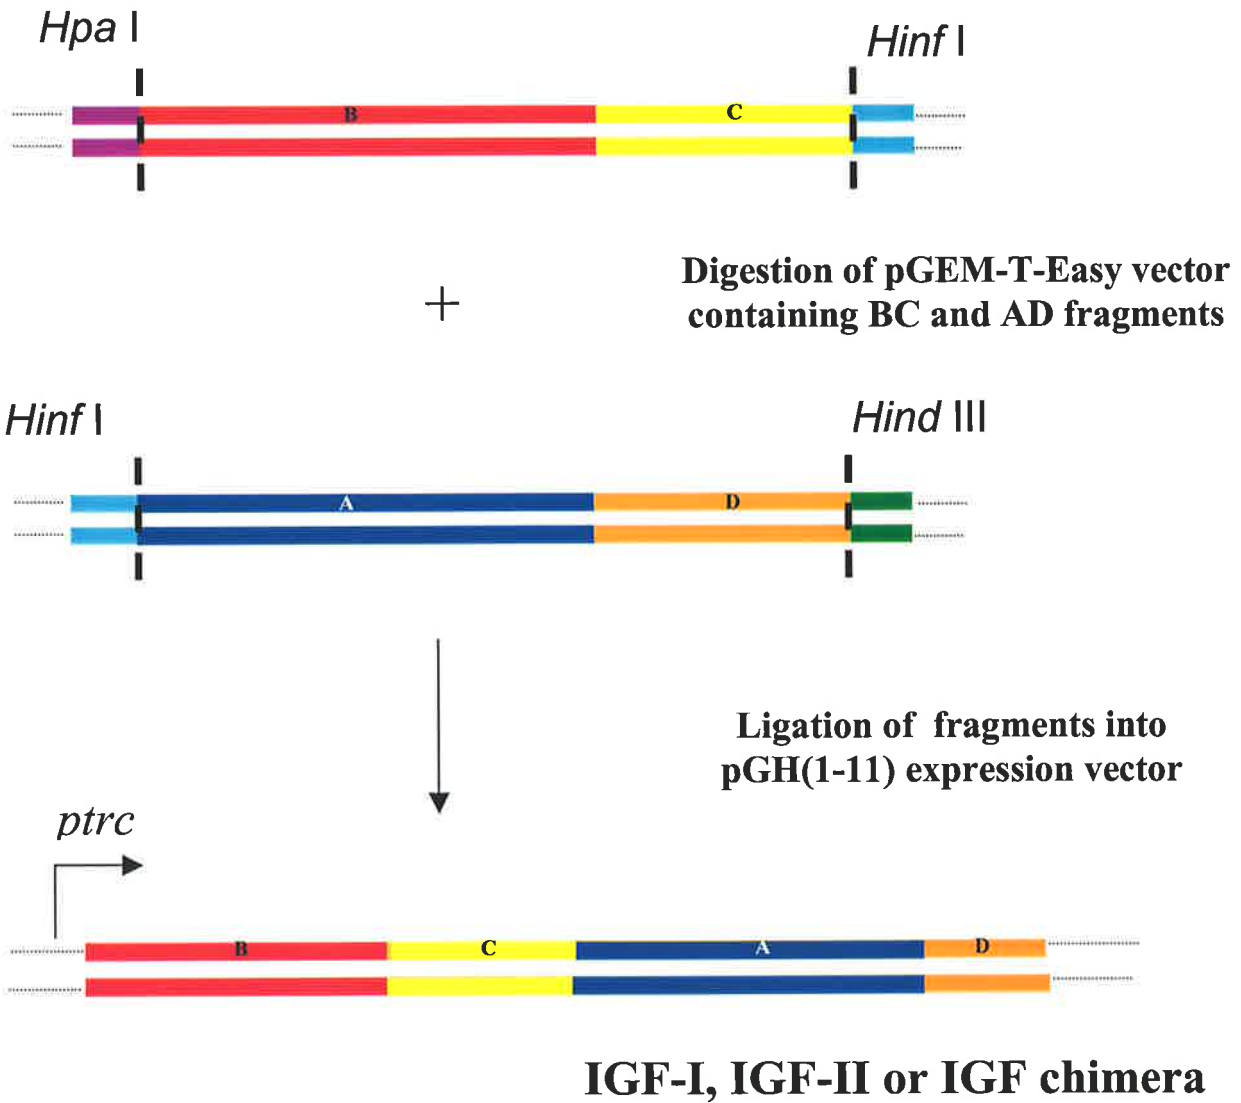 Hpa I
Hinf I
B
C
Digestion of pGEM-T-Easy vector
containing BC and AD fragments
+
Hinf I
Hind III
A
D
Ligation of fragments into
pGH(1-11) expression vector
ptrc
B
C
A
D
IGF-I, IGF-II or IGF chimera